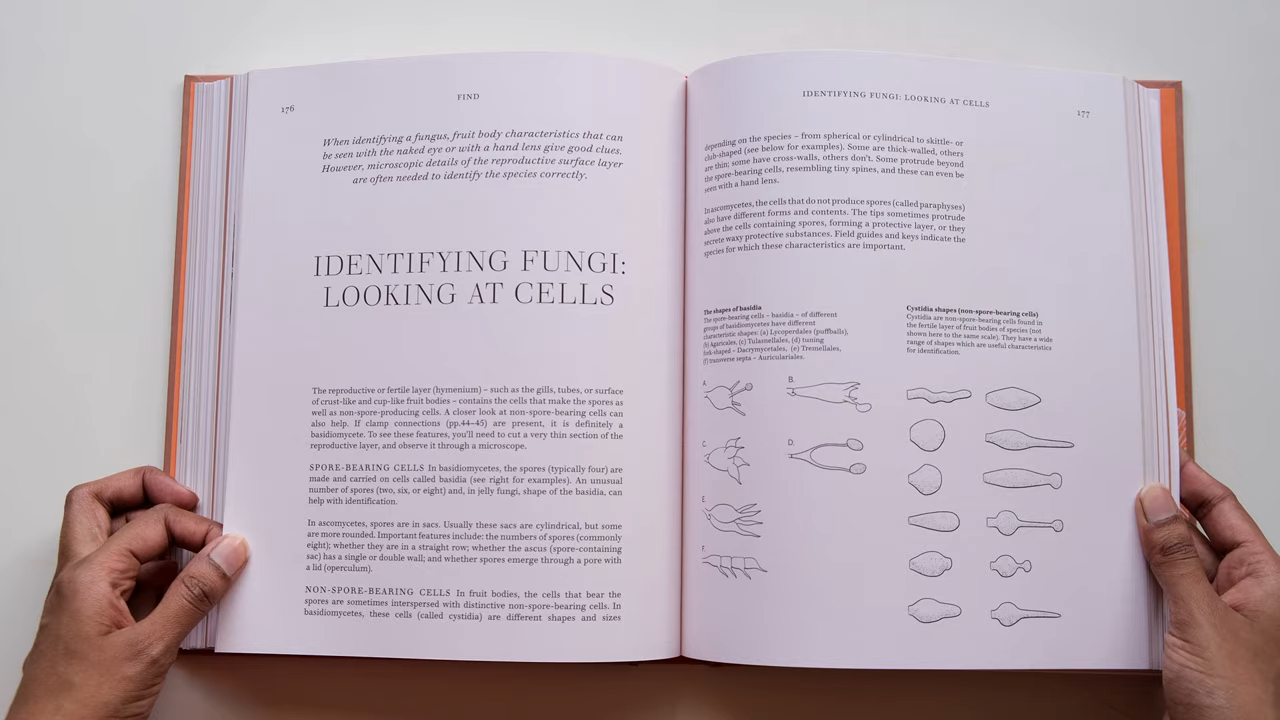 176
FIND
When identifying a fungus, fruit body characteristics that can
be seen with the naked eye or with a hand lens give good clues.
However, microscopic details of the reproductive surface layer
are often needed to identify the species correctly.
IDENTIFYING FUNGI:
LOOKING AT CELLS
The reproductive or fertile layer (hymenium) – such as the gills, tubes, or surface
of crust-like and cup-like fruit bodies – contains the cells that make the spores as
well as non-spore-producing cells. A closer look at non-spore-bearing cells can
also help. If clamp connections (pp.44–45) are present, it is definitely a
basidiomycete. To see these features, you'll need to cut a very thin section of the
reproductive layer, and observe it through a microscope.
SPORE-BEARING CELLS In basidiomycetes, the spores (typically four) are
made and carried on cells called basidia (see right for examples). An unusual
number of spores (two, six, or eight) and, in jelly fungi, shape of the basidia, can
help with identification.
In ascomycetes, spores are in sacs. Usually these sacs are cylindrical, but some
are more rounded. Important features include: the numbers of spores (commonly
eight); whether they are in a straight row; whether the ascus (spore-containing
sac) has a single or double wall; and whether spores emerge through a pore with
a lid (operculum).
NON-SPORE-BEARING CELLS In fruit bodies, the cells that bear the
spores are sometimes interspersed with distinctive non-spore-bearing cells. In
basidiomycetes, these cells (called cystidia) are different shapes and sizes
IDENTIFYING FUNGI: LOOKING AT CELLS
177
depending on the species – from spherical or cylindrical to skittle- or
club-shaped (see below for examples). Some are thick-walled, others
are thin; some have cross-walls, others don't. Some protrude beyond
the spore-bearing cells, resembling tiny spines, and these can even be
seen with a hand lens.
In ascomycetes, the cells that do not produce spores (called paraphyses)
also have different forms and contents. The tips sometimes protrude
above the cells containing spores, forming a protective layer, or they
secrete waxy protective substances. Field guides and keys indicate the
species for which these characteristics are important.
The shapes of basidia
The spore-bearing cells – basidia – of different
groups of basidiomycetes have different
characteristic shapes: (a) Lycoperdales (puffballs),
(b) Agaricales, (c) Tulasnellales, (d) tuning
fork-shaped – Dacrymycetales, (e) Tremellales,
(f) transverse septa – Auriculariales.
A.
B.
C.
D.
E.
F.
Cystidia shapes (non-spore-bearing cells)
Cystidia are non-spore-bearing cells found in
the fertile layer of fruit bodies of species (not
shown here to the same scale). They have a wide
range of shapes which are useful characteristics
for identification.